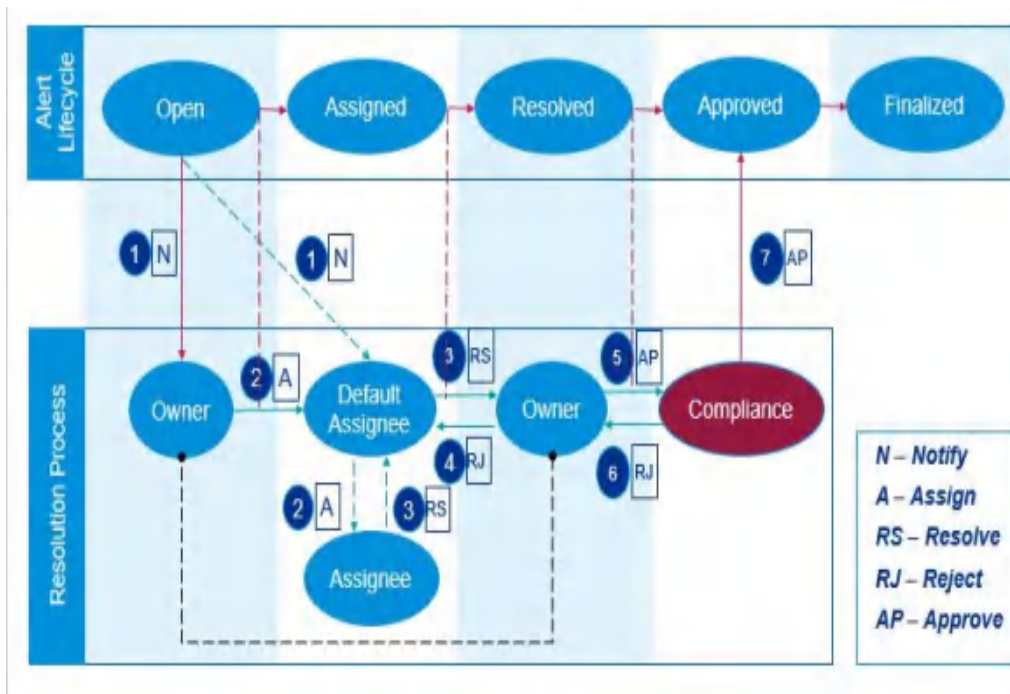 Alert
Lifecycle
Open
Assigned
Resolved
Approved
Finalized
1 N
1 N
7 AP
Resolution Process
Owner
2 A
Default
Assignee
3 RS
4 RJ
Owner
5 AP
6 RJ
Compliance
2 A
3 RS
Assignee
N – Notify
A – Assign
RS – Resolve
RJ – Reject
AP – Approve